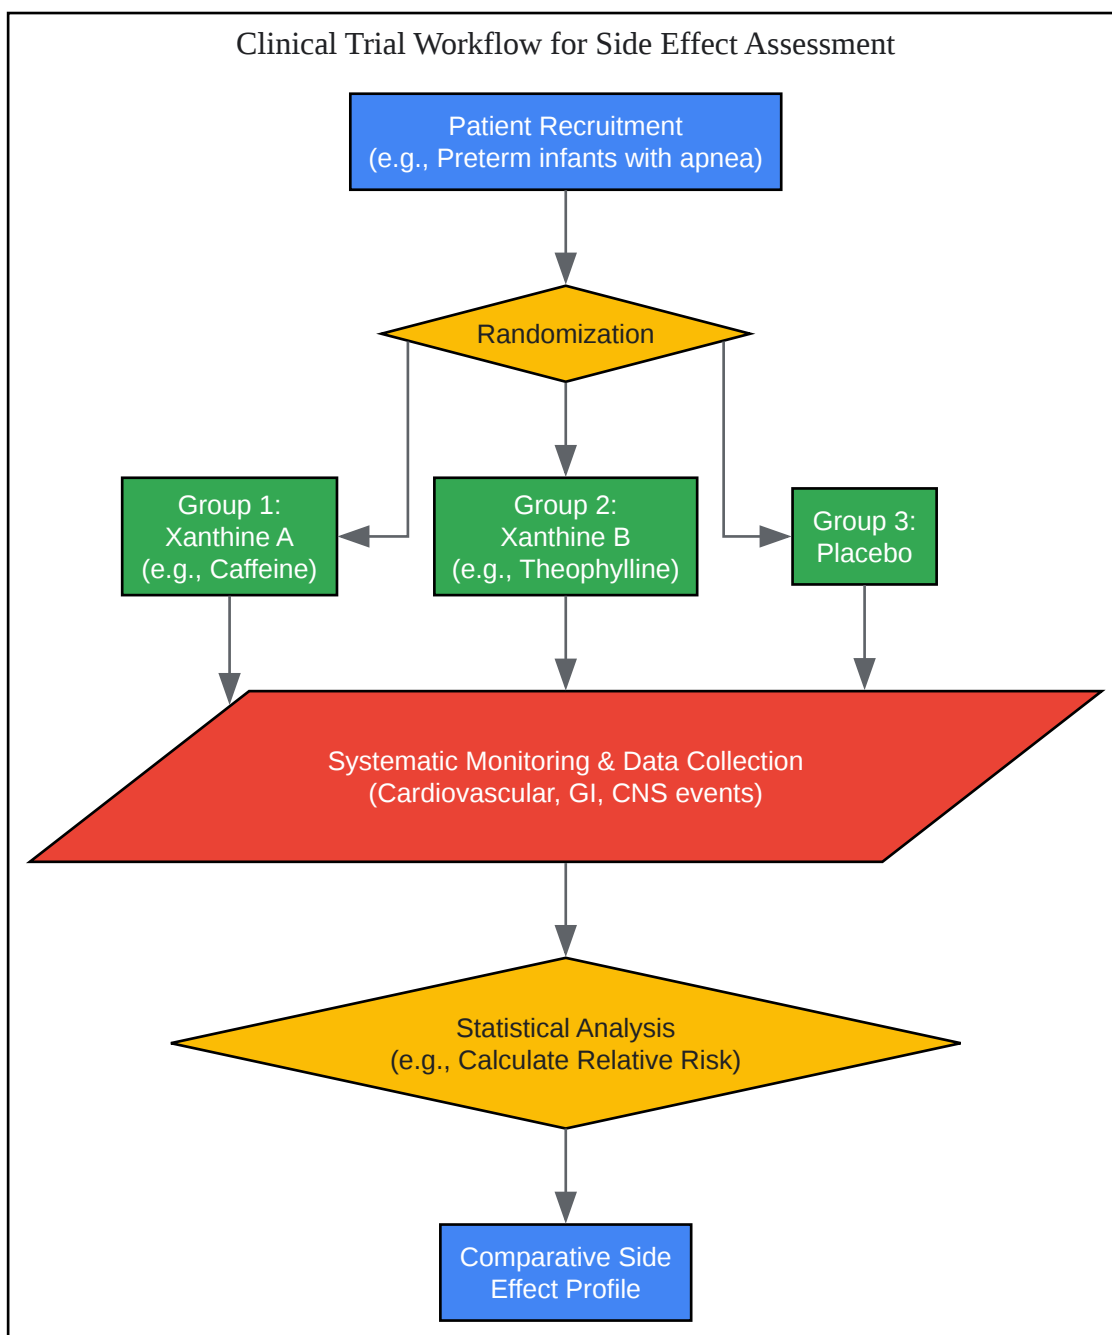 Clinical Trial Workflow for Side Effect Assessment
Patient Recruitment
(e.g., Preterm infants with apnea)
Randomization
Group 1:
Xanthine A
(e.g., Caffeine)
Group 2:
Xanthine B
(e.g., Theophylline)
Group 3:
Placebo
Systematic Monitoring & Data Collection
(Cardiovascular, GI, CNS events)
Statistical Analysis
(e.g., Calculate Relative Risk)
Comparative Side
Effect Profile